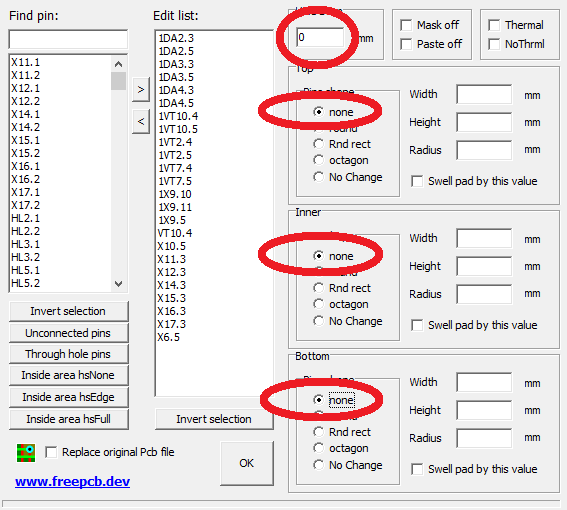 Find pin:
X11.1
X11.2
X12.1
X12.2
X14.1
X14.2
X15.1
X15.2
X16.1
X16.2
X17.1
X17.2
HL2.1
HL2.2
HL3.1
HL3.2
HL5.1
HL5.2
>
<
Invert selection
Unconnected pins
Through hole pins
Inside area hsNone
Inside area hsEdge
Inside area hsFull
Edit list:
1DA2.3
1DA3.3
1DA2.4
1DA3.5
1DA4.3
1DA4.5
1VT10.4
1VT10.5
1VT2.4
1VT2.5
1VT7.4
1VT7.5
1X9.10
1X9.11
1X9.5
VT10.4
X10.5
X11.3
X12.3
X14.3
X15.3
X16.3
X17.3
X6.5
Invert selection
Replace original Pcb file
OK
www.freepcb.dev
0 mm
Mask off
Paste off
Thermal
NoThrml
Top
none
round
Rnd rect
octagon
No Change
Width mm
Height mm
Radius mm
Swell pad by this value
Inner
none
Rnd rect
octagon
No Change
Width mm
Height mm
Radius mm
Swell pad by this value
Bottom
none
Rnd rect
octagon
No Change
Width mm
Height mm
Radius mm
Swell pad by this value